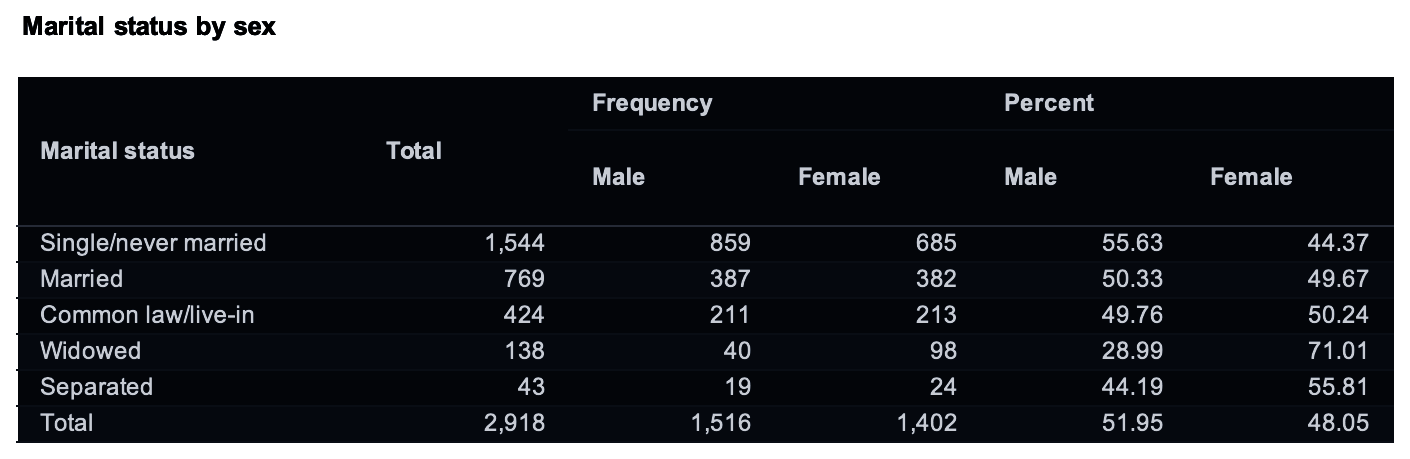 Marital status by sex
Frequency Percent
Marital status Total
Male Female Male Female
Single/never married 1,544 859 685 55.63 44.37
Married 769 387 382 50.33 49.67
Common law/live-in 424 211 213 49.76 50.24
Widowed 138 40 98 28.99 71.01
Separated 43 19 24 44.19 55.81
Total 2,918 1,516 1,402 51.95 48.05